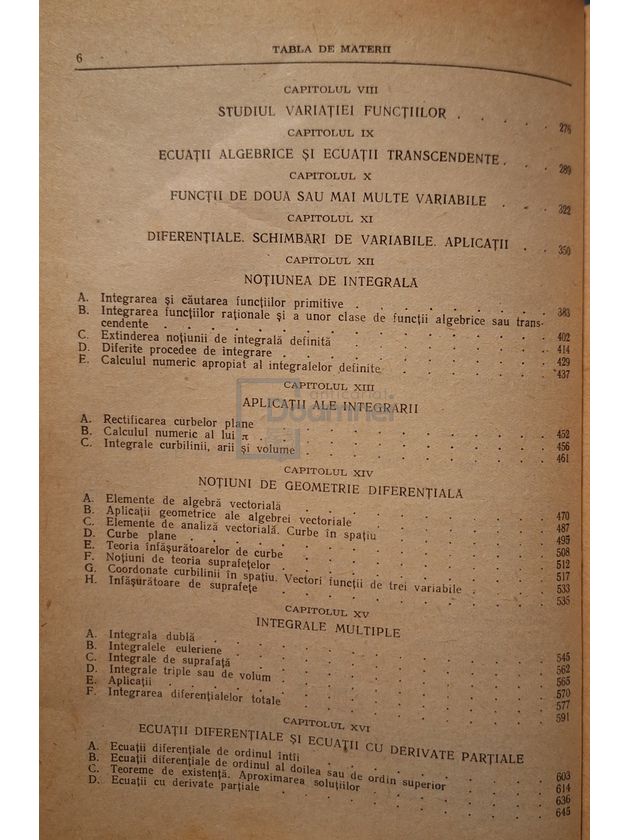 6
TABLA DE MATERII
CAPITOLUL VIII
STUDIUL VARIAȚIEI FUNCȚIILOR . . . . 276
CAPITOLUL IX
ECUAȚII ALGEBRICE ȘI ECUAȚII TRANSCENDENTE . . . 289
CAPITOLUL X
FUNCȚII DE DOUĂ SAU MAI MULTE VARIABILE . . . 322
CAPITOLUL XI
DIFERENȚIALE. SCHIMBĂRI DE VARIABILE. APLICAȚII . . 350
CAPITOLUL XII
NOȚIUNEA DE INTEGRALĂ
A. Integrarea și căutarea funcțiilor primitive . . . 383
B. Integrarea funcțiilor raționale și a unor clase de funcții algebrice sau trans-
cendente . . . 402
C. Extinderea noțiunii de integrală definită . . . 414
D. Diferite procedee de integrare . . . 429
E. Calculul numeric apropiat al integralelor definite . . . 437
CAPITOLUL XIII
APLICAȚII ALE INTEGRĂRII
A. Rectificarea curbelor plane . . . 452
B. Calculul numeric al lui π . . . 456
C. Integrale curbilinii, arii și volume . . . 461
anticariat
Doamnei
CAPITOLUL XIV
NOȚIUNI DE GEOMETRIE DIFERENȚIALĂ
A. Elemente de algebră vectorială . . . 470
B. Aplicații geometrice ale algebrei vectoriale . . . 487
C. Elemente de analiză vectorială. Curbe în spațiu . . . 495
D. Curbe plane . . . 508
E. Teoria înfășurătoarelor de curbe . . . 512
F. Noțiuni de teoria suprafețelor . . . 517
G. Coordonate curbilinii în spațiu. Vectori funcții de trei variabile . . . 533
H. Înfășurătoare de suprafețe . . . 535
CAPITOLUL XV
INTEGRALE MULTIPLE
A. Integrala dublă . . . 545
B. Integralele euleriene . . . 562
C. Integrale de suprafață . . . 565
D. Integrale triple sau de volum . . . 570
E. Aplicații . . . 577
F. Integrarea diferențialelor totale . . . 591
CAPITOLUL XVI
ECUAȚII DIFERENȚIALE ȘI ECUAȚII CU DERIVATE PARȚIALE
A. Ecuații diferențiale de ordinul întîi . . . 603
B. Ecuații diferențiale de ordinul al doilea sau de ordin superior . . . 614
C. Teoreme de existență. Aproximarea soluțiilor . . . 636
D. Ecuații cu derivate parțiale . . . 645